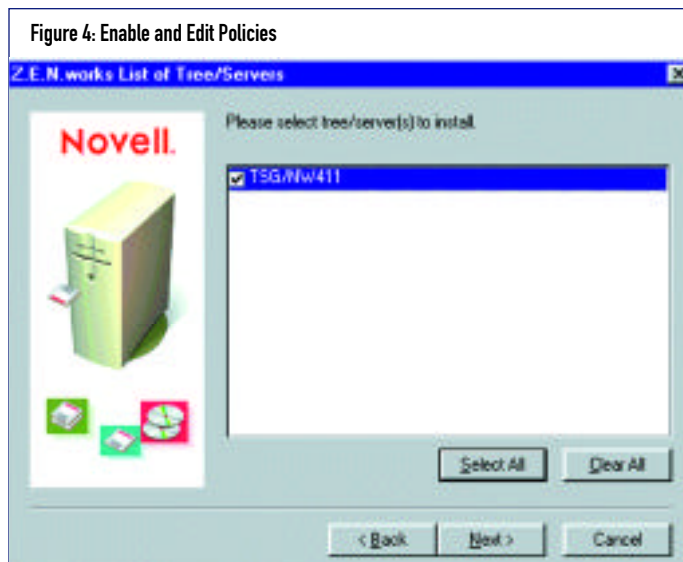 Figure 4: Enable and Edit Policies
Z.E.N.works List of Tree/Servers
Novell.
Please select tree/server(s) to install.
TSG/NW411
Select All
Clear All
< Back
Next >
Cancel